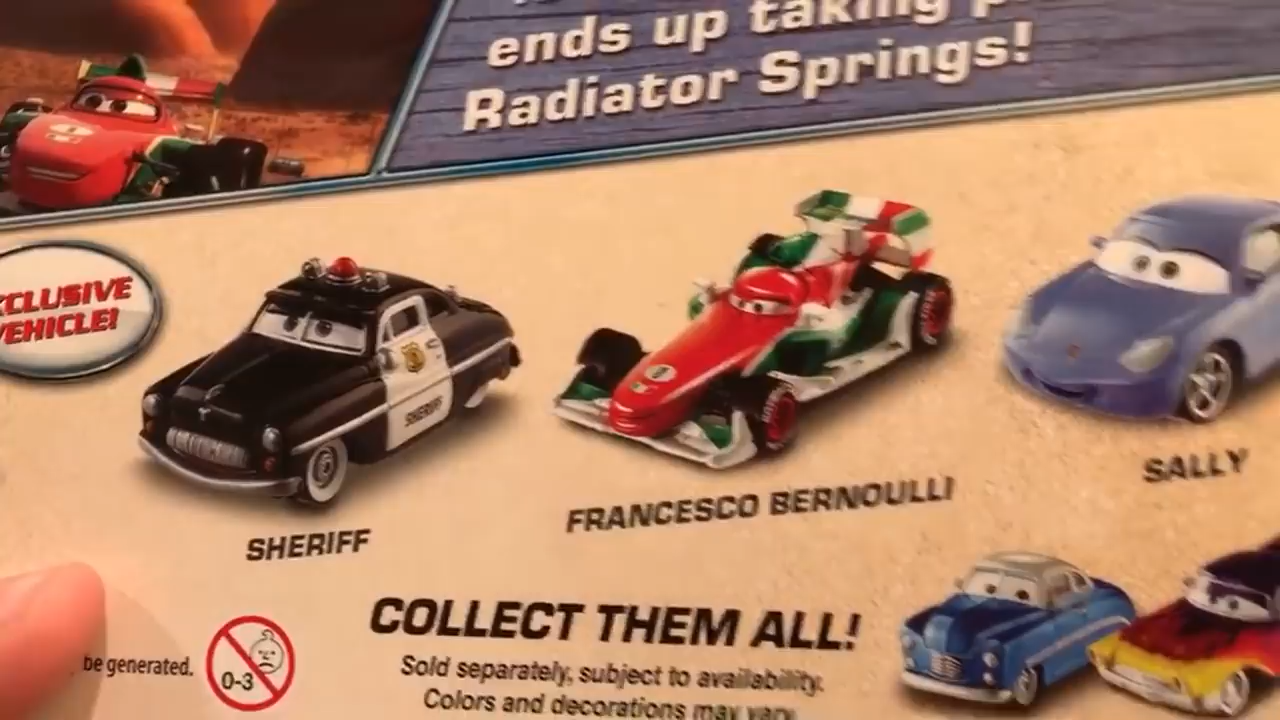 ends up taking
Radiator Springs!
XCLUSIVE
VEHICLE!
SHERIFF
SHERIFF
FRANCESCO BERNOULLI
SALLY
COLLECT THEM ALL!
be generated.
0-3
Sold separately, subject to availability.
Colors and decorations may vary.